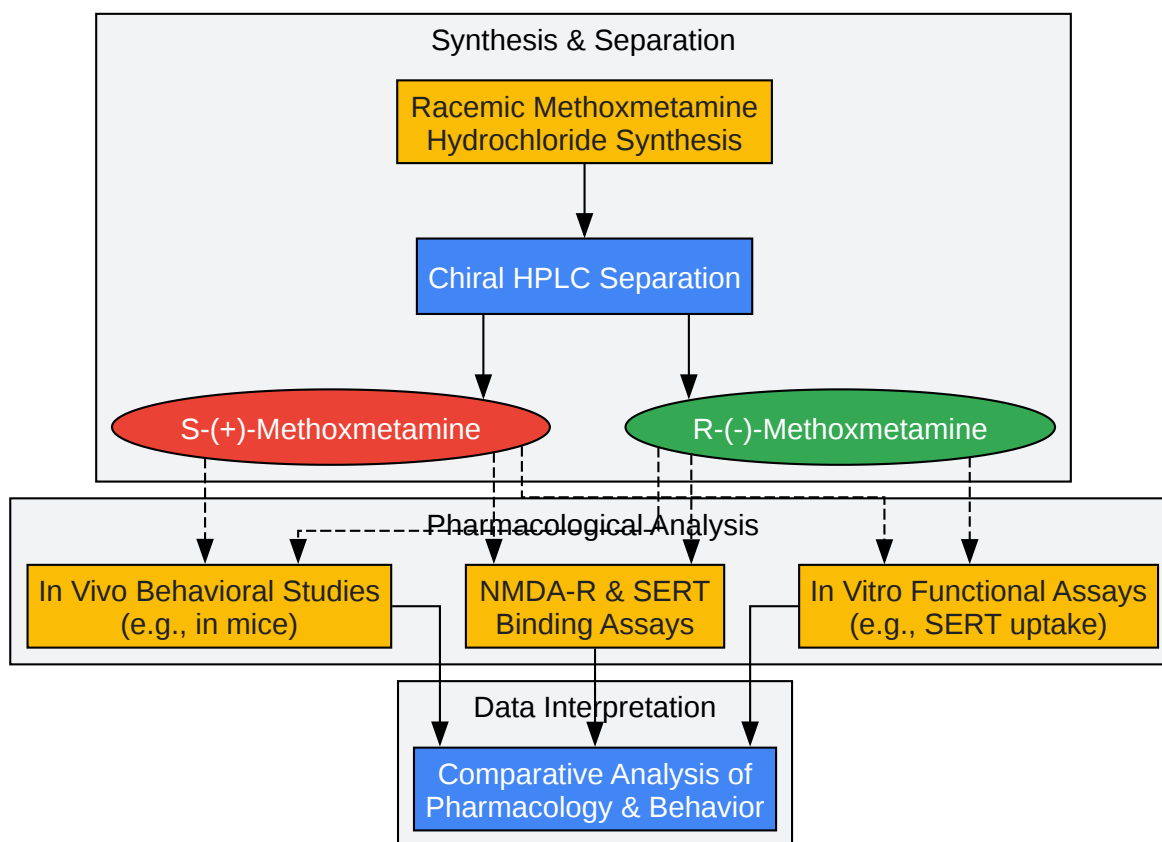 Synthesis & Separation
Racemic Methoxmetamine
Hydrochloride Synthesis
Chiral HPLC Separation
S-(+)-Methoxmetamine
R-(-)-Methoxmetamine
Pharmacological Analysis
In Vivo Behavioral Studies
(e.g., in mice)
NMDA-R & SERT
Binding Assays
In Vitro Functional Assays
(e.g., SERT uptake)
Data Interpretation
Comparative Analysis of
Pharmacology & Behavior